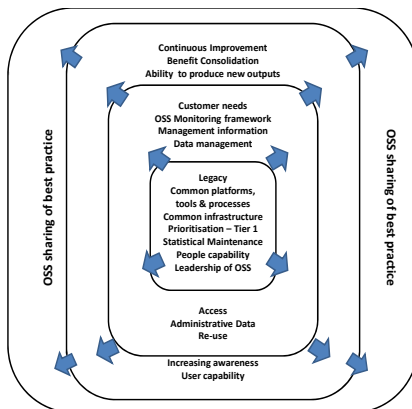 Continuous Improvement
Benefit Consolidation
Ability to produce new outputs
Customer needs
OSS Monitoring framework
Management information
Data management
Legacy
Common platforms,
tools & processes
Common infrastructure
Prioritisation – Tier 1
Statistical Maintenance
People capability
Leadership of OSS
Access
Administrative Data
Re-use
Increasing awareness
User capability
OSS sharing of best practice
OSS sharing of best practice